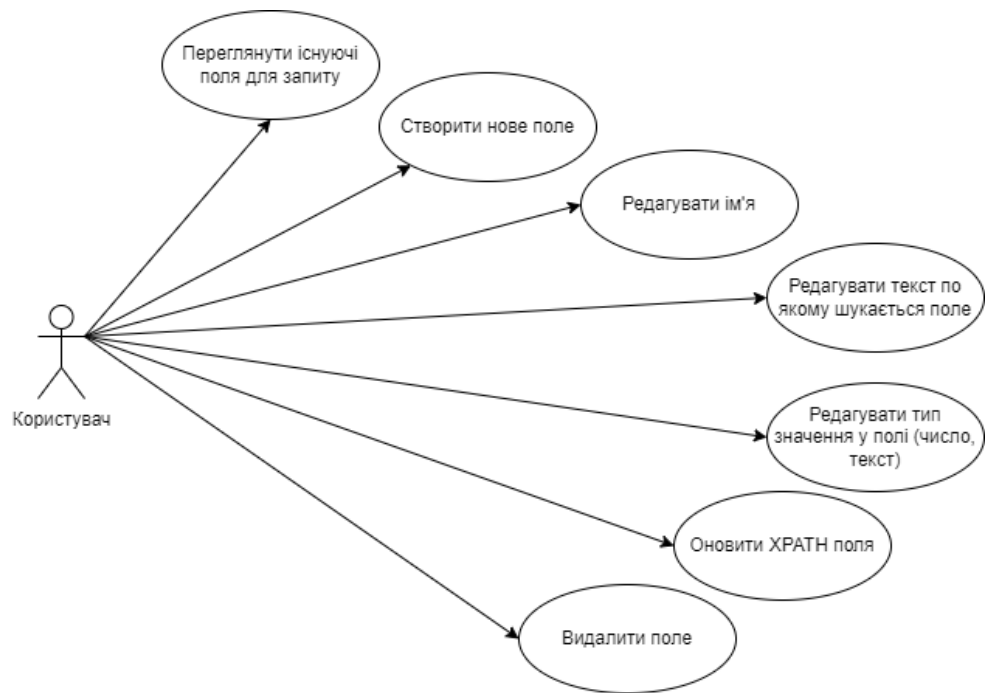 Переглянути існуючі
поля для запиту
Створити нове поле
Редагувати ім'я
Редагувати текст по
якому шукається поле
Користувач
Редагувати тип
значення у полі (число,
текст)
Оновити XPATH поля
Видалити поле